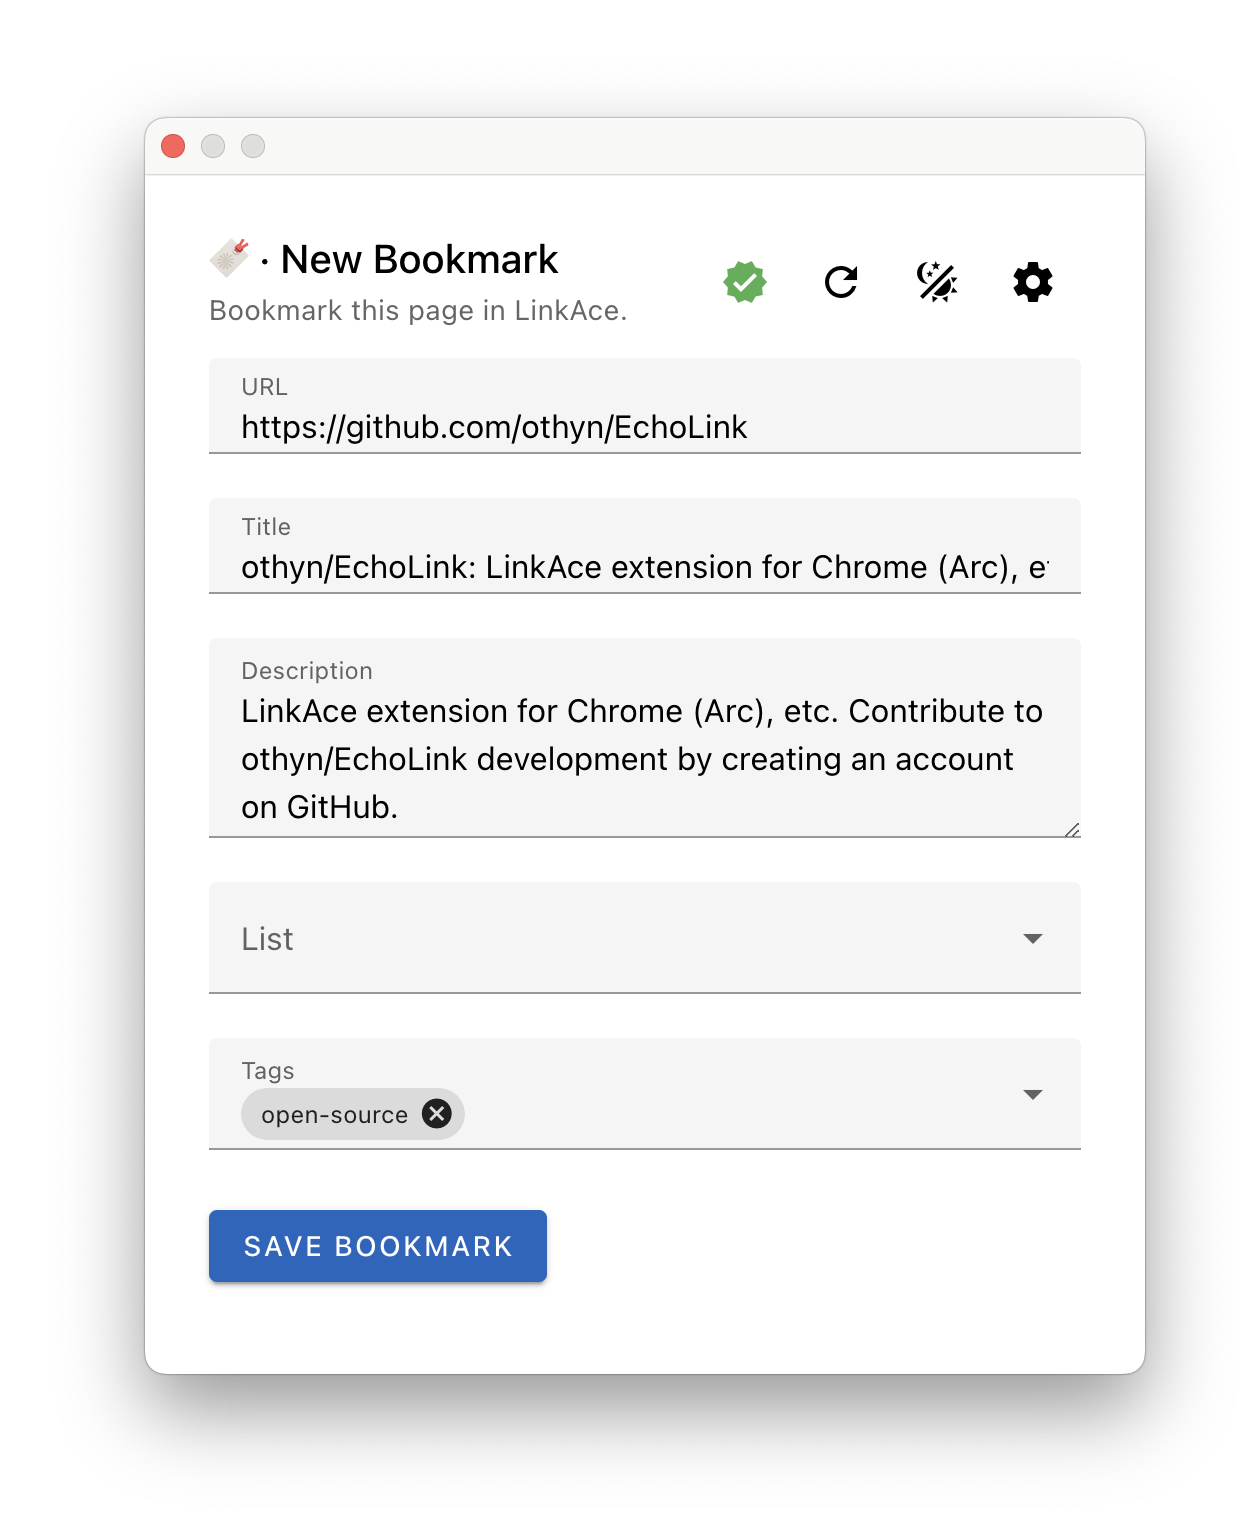 · New Bookmark
Bookmark this page in LinkAce.
URL
https://github.com/othyn/EchoLink
Title
othyn/EchoLink: LinkAce extension for Chrome (Arc),
Description
LinkAce extension for Chrome (Arc), etc. Contribute to
othyn/EchoLink development by creating an account
on GitHub.
List
Tags
open-source
SAVE BOOKMARK